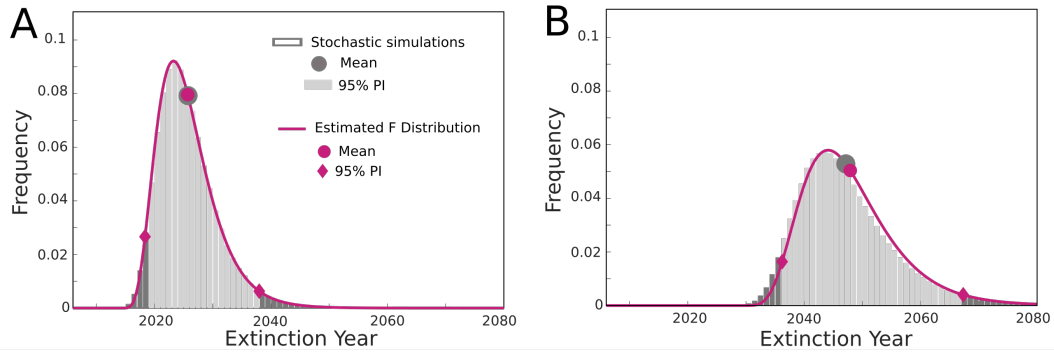 A
0.1
0.08
0.06
0.04
0.02
0
Frequency
2020
2040
2060
2080
Extinction Year
Stochastic simulations
Mean
95% PI
Estimated F Distribution
Mean
95% PI
B
0.1
0.08
0.06
0.04
0.02
0
Frequency
2020
2040
2060
2080
Extinction Year